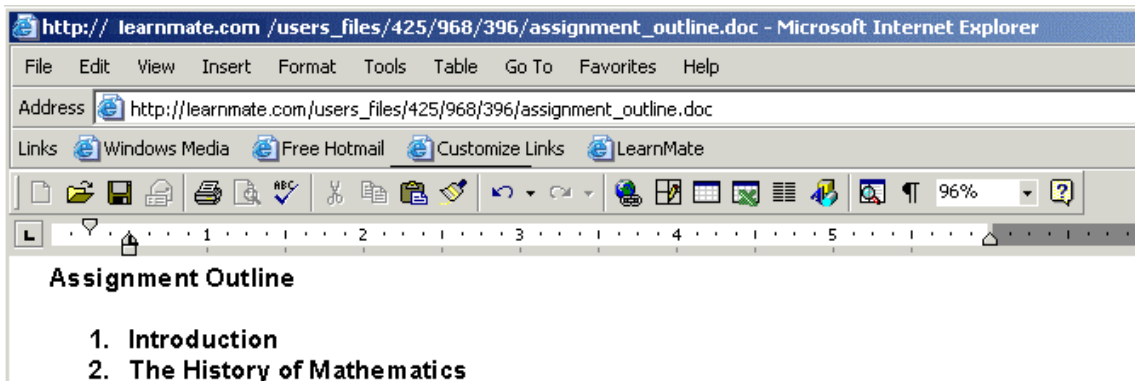 http:// learnmate.com /users_files/425/968/396/assignment_outline.doc - Microsoft Internet Explorer
File Edit View Insert Format Tools Table Go To Favorites Help
Address http://learnmate.com/users_files/425/968/396/assignment_outline.doc
Links Windows Media Free Hotmail Customize Links LearnMate
ABC 96%
L 1 2 3 4 5
Assignment Outline
1. Introduction
2. The History of Mathematics